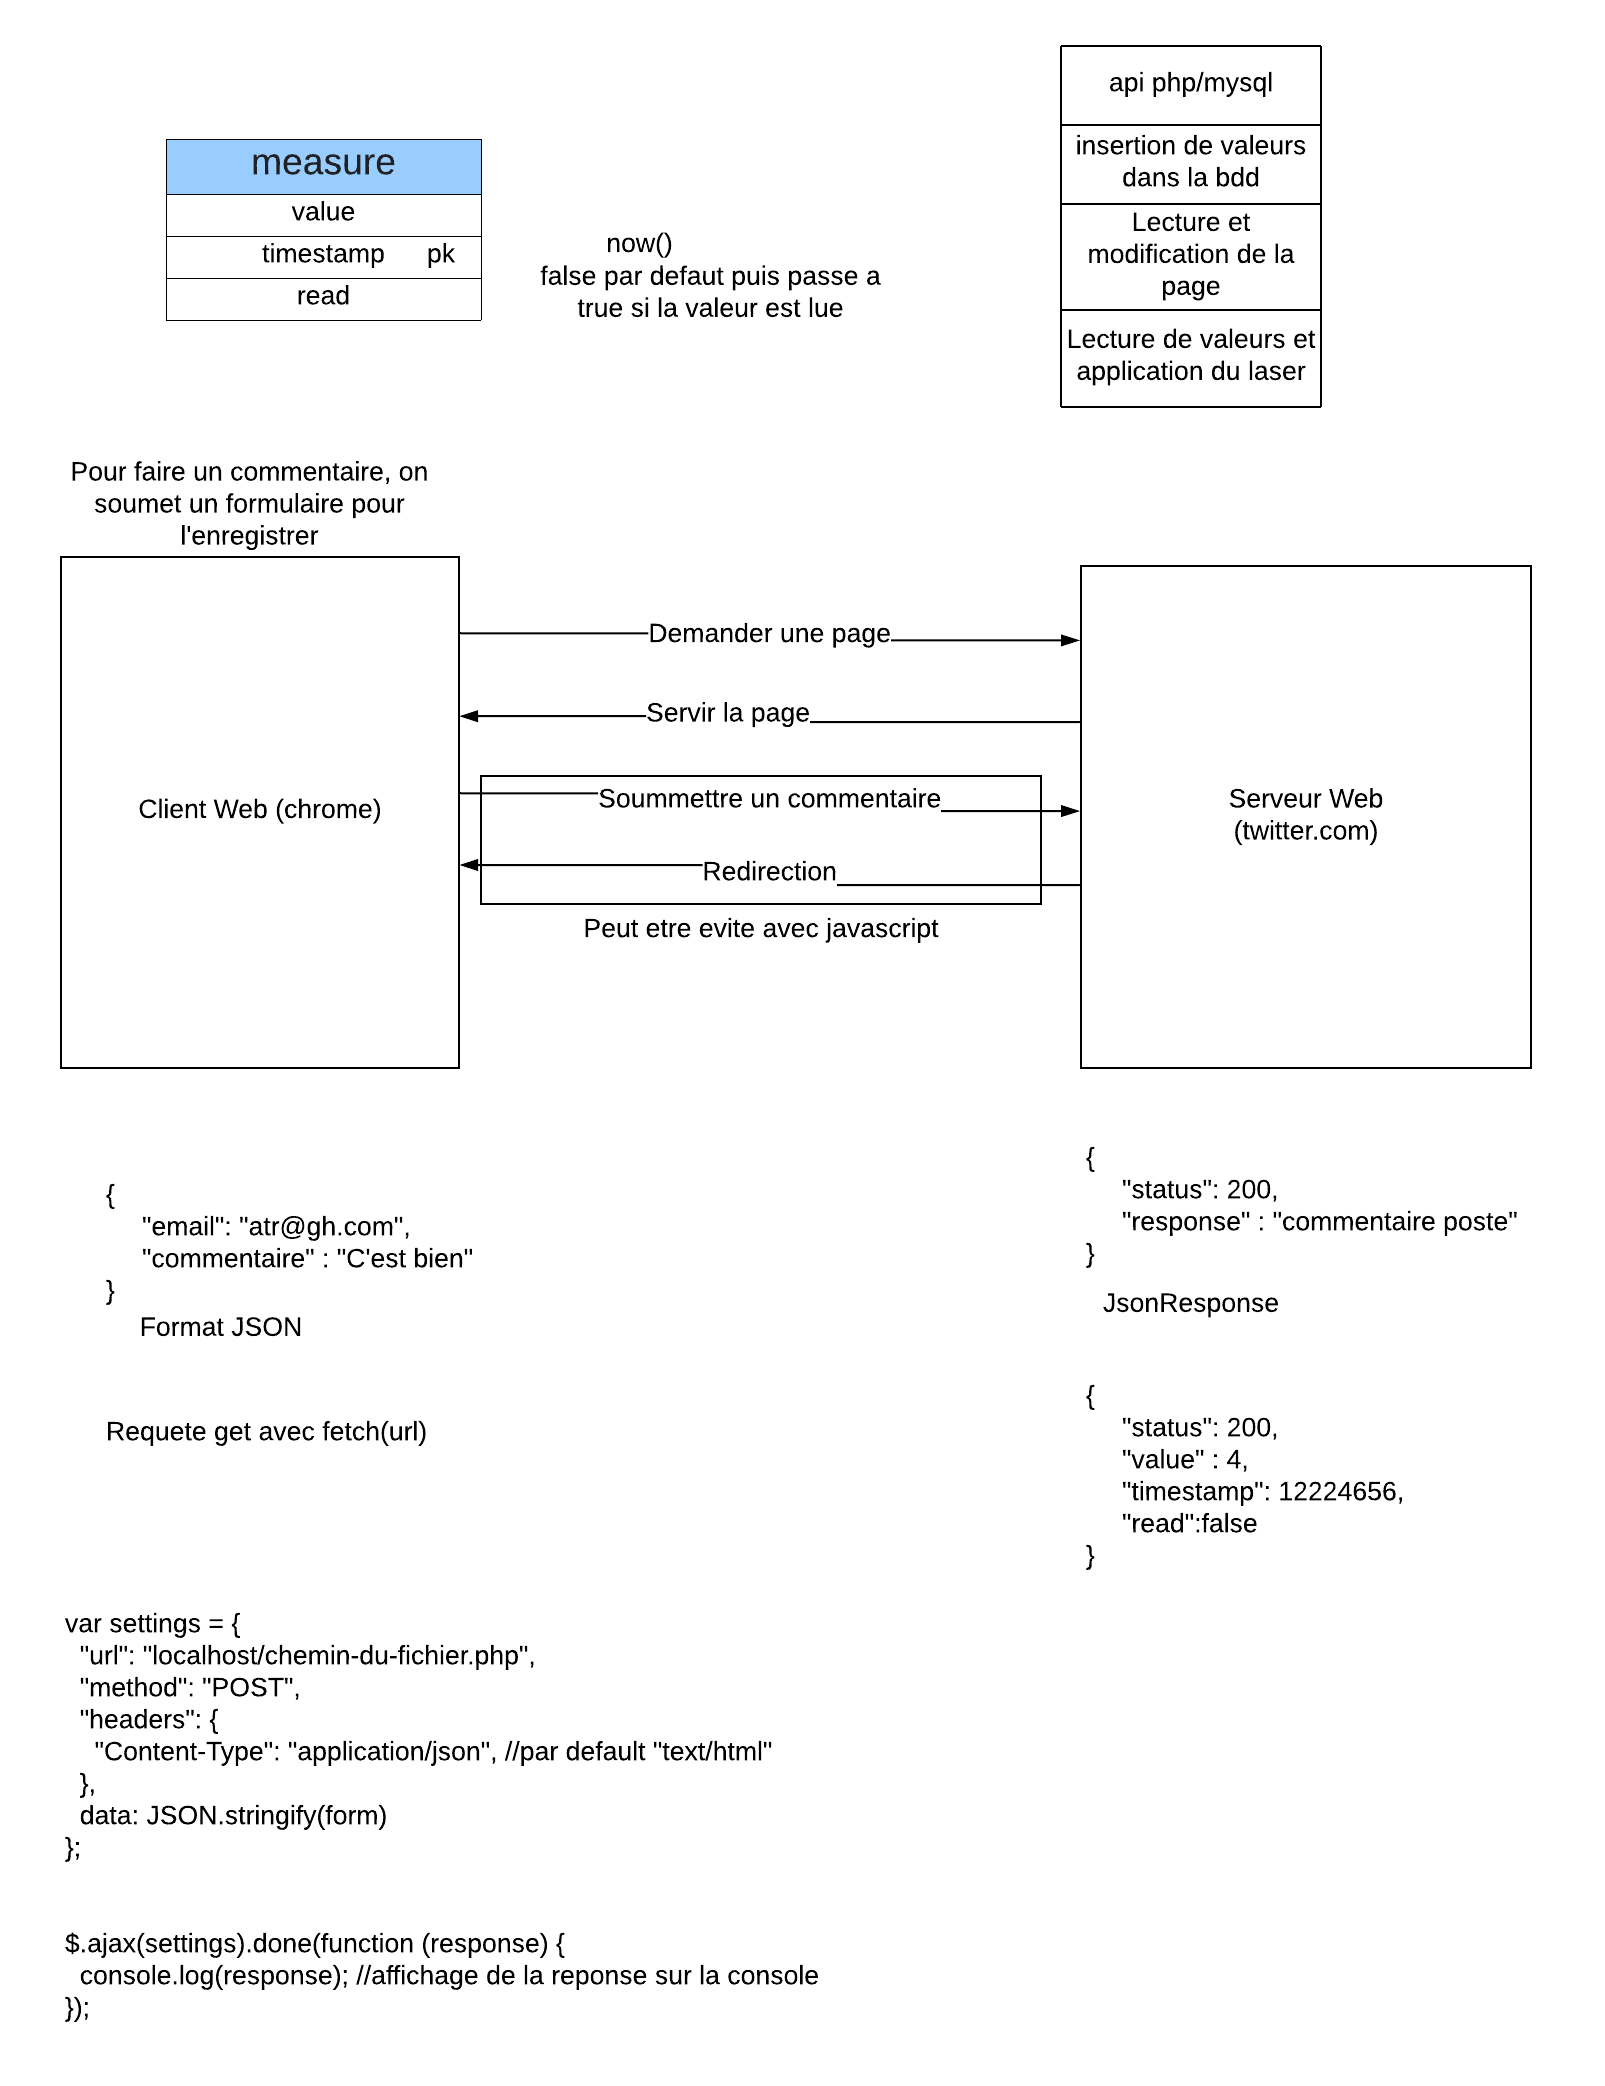 api php/mysql
insertion de valeurs
dans la bdd
Lecture et
modification de la
page
Lecture de valeurs et
application du laser
measure
value
timestamp pk
read
now()
false par defaut puis passe a
true si la valeur est lue
Pour faire un commentaire, on
soumet un formulaire pour
l'enregistrer
Client Web (chrome)
Demander une page
Servir la page
Soummettre un commentaire
Redirection
Peut etre evite avec javascript
Serveur Web
(twitter.com)
{
"email": "atr@gh.com",
"commentaire" : "C'est bien"
}
Format JSON
Requete get avec fetch(url)
{
"status": 200,
"response" : "commentaire poste"
}
JsonResponse
{
"status": 200,
"value" : 4,
"timestamp": 12224656,
"read":false
}
var settings = {
"url": "localhost/chemin-du-fichier.php",
"method": "POST",
"headers": {
"Content-Type": "application/json", //par default "text/html"
},
data: JSON.stringify(form)
};
$.ajax(settings).done(function (response) {
console.log(response); //affichage de la reponse sur la console
});